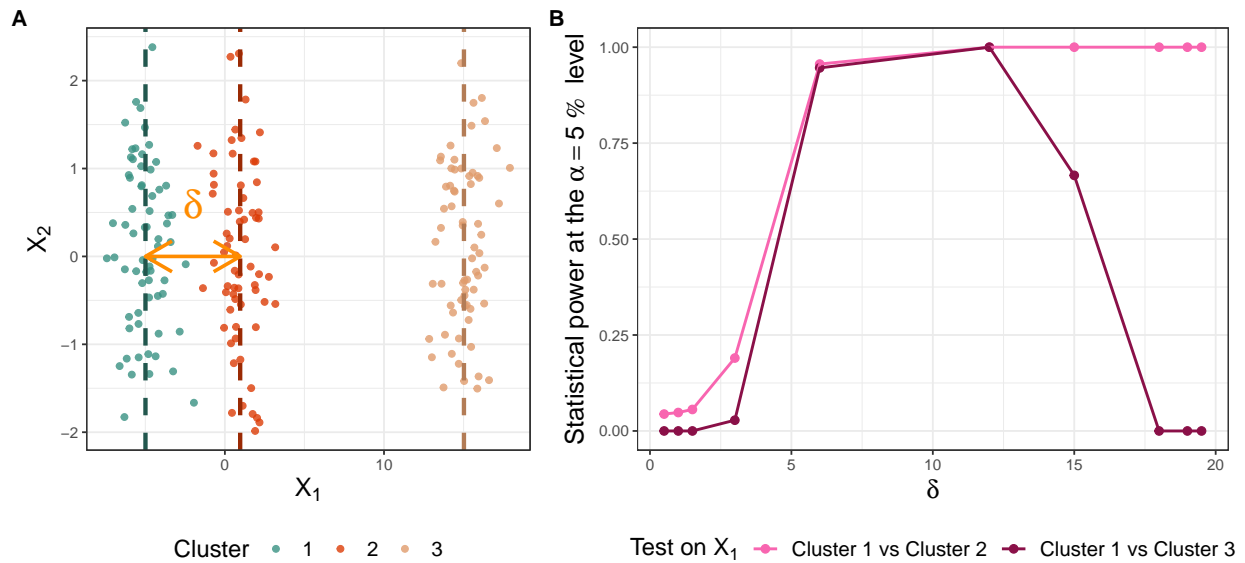 A
2
1
0
−1
−2
X2
δ
0
10
X1
Cluster 1 2 3
B
1.00
0.75
0.50
0.25
0.00
Statistical power at the α = 5 % level
0
5
10
15
20
δ
Test on X1 Cluster 1 vs Cluster 2 Cluster 1 vs Cluster 3